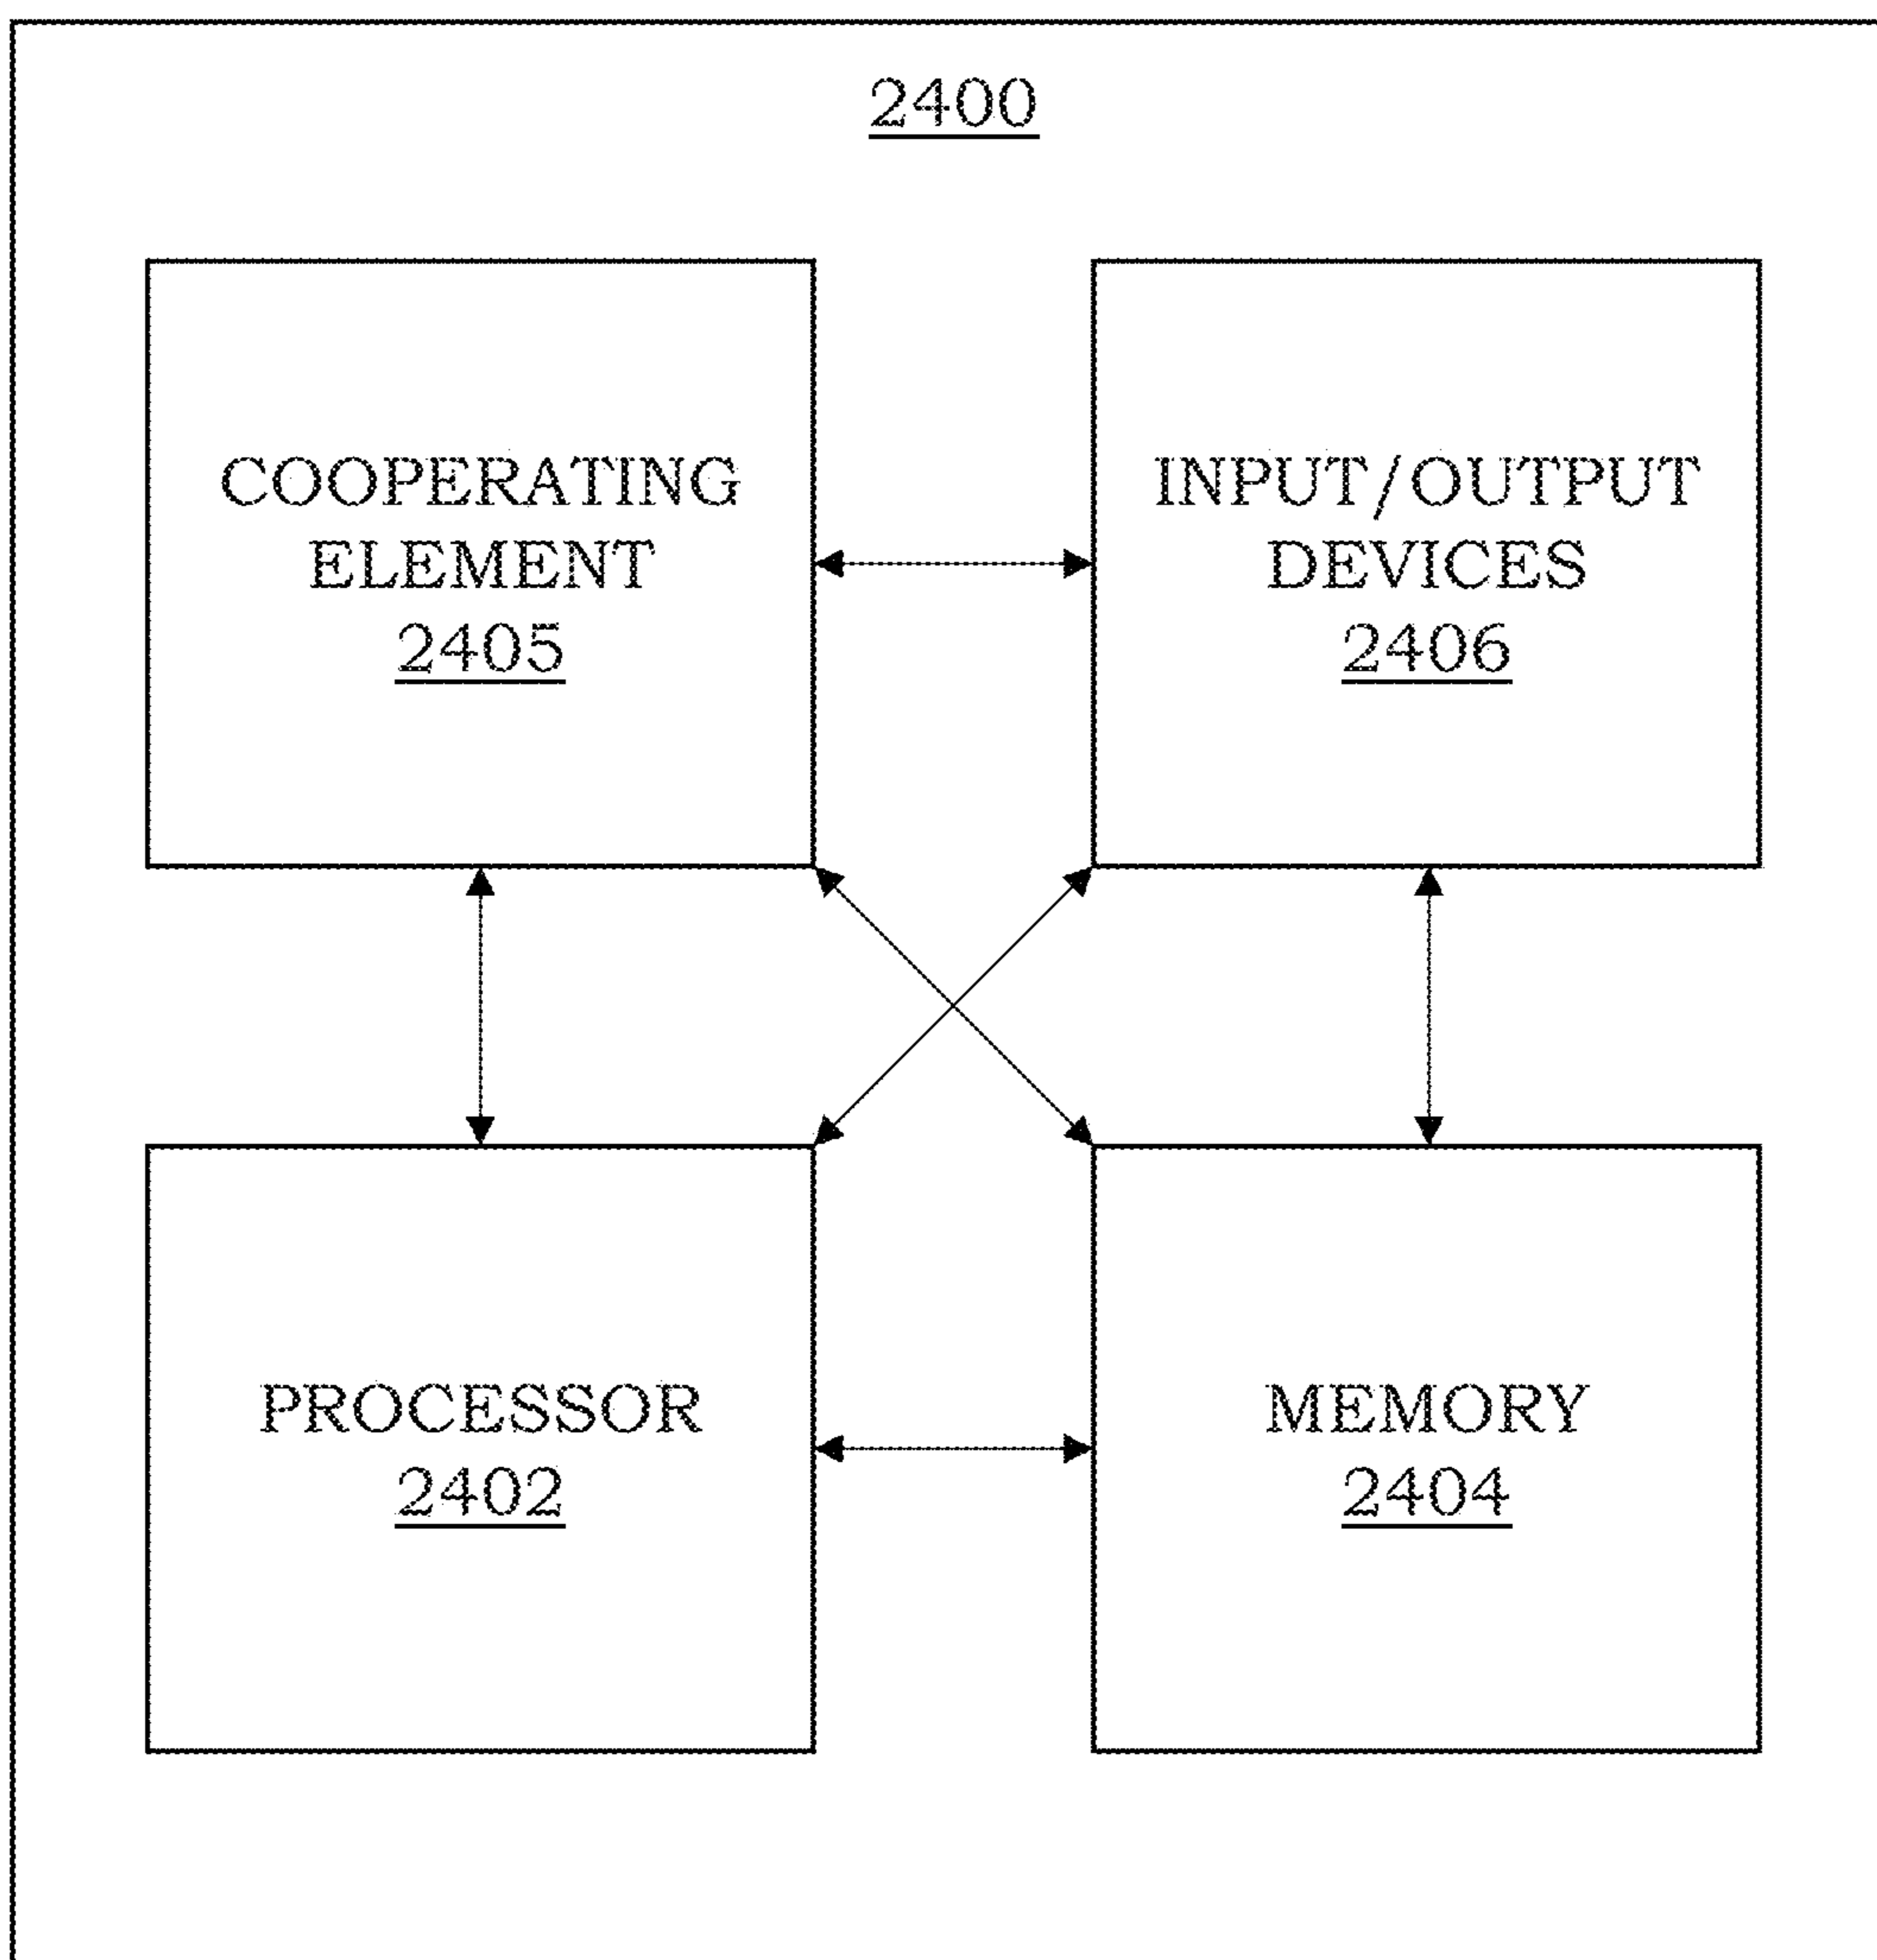 2400
COOPERATING
ELEMENT
2405
INPUT/OUTPUT
DEVICES
2406
PROCESSOR
2402
MEMORY
2404